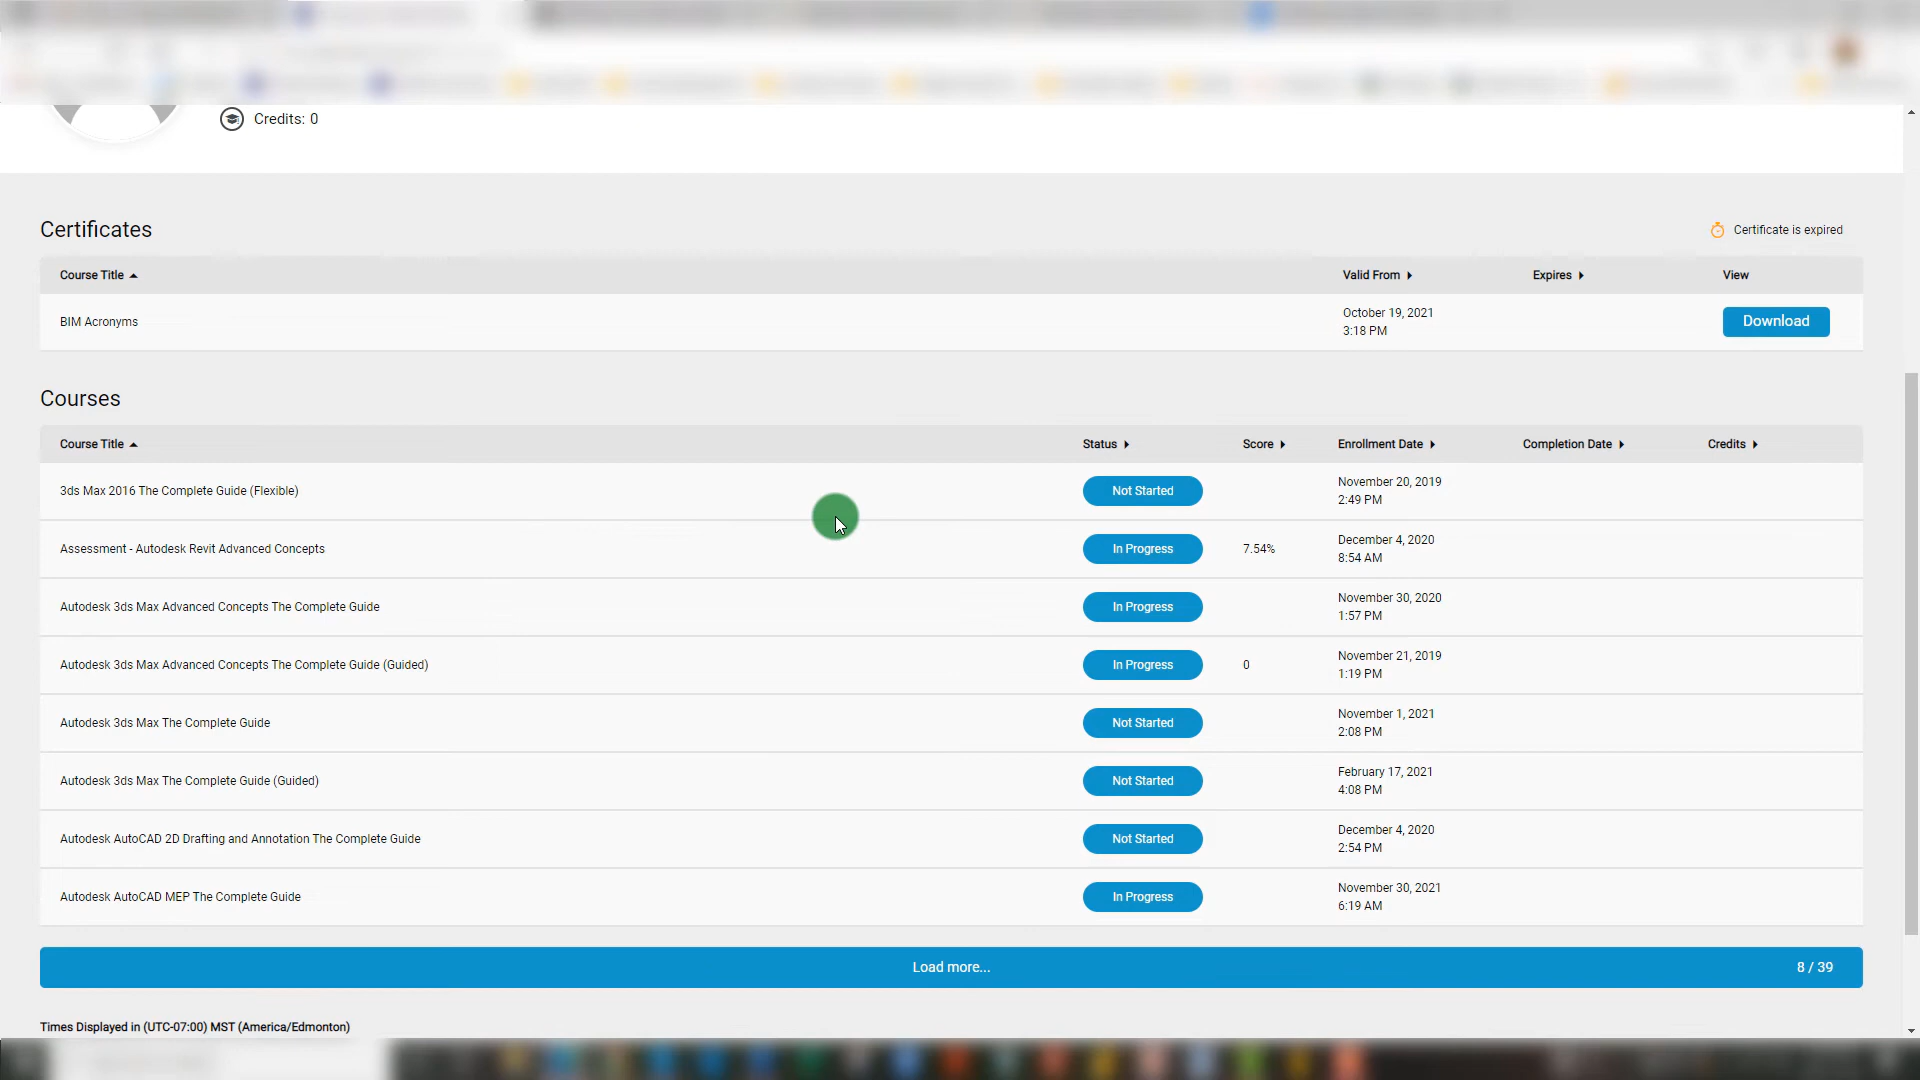 Credits: 0
Certificates
Certificate is expired
Course Title Valid From Expires View
BIM Acronyms October 19, 2021 3:18 PM Download
Courses
Course Title Status Score Enrollment Date Completion Date Credits
3ds Max 2016 The Complete Guide (Flexible) Not Started November 20, 2019 2:49 PM
Assessment - Autodesk Revit Advanced Concepts In Progress 7.54% December 4, 2020 8:54 AM
Autodesk 3ds Max Advanced Concepts The Complete Guide In Progress November 30, 2020 1:57 PM
Autodesk 3ds Max Advanced Concepts The Complete Guide (Guided) In Progress 0 November 21, 2019 1:19 PM
Autodesk 3ds Max The Complete Guide Not Started November 1, 2021 2:08 PM
Autodesk 3ds Max The Complete Guide (Guided) Not Started February 17, 2021 4:08 PM
Autodesk AutoCAD 2D Drafting and Annotation The Complete Guide Not Started December 4, 2020 2:54 PM
Autodesk AutoCAD MEP The Complete Guide In Progress November 30, 2021 6:19 AM
Load more... 8 / 39
Times Displayed in (UTC-07:00) MST (America/Edmonton)